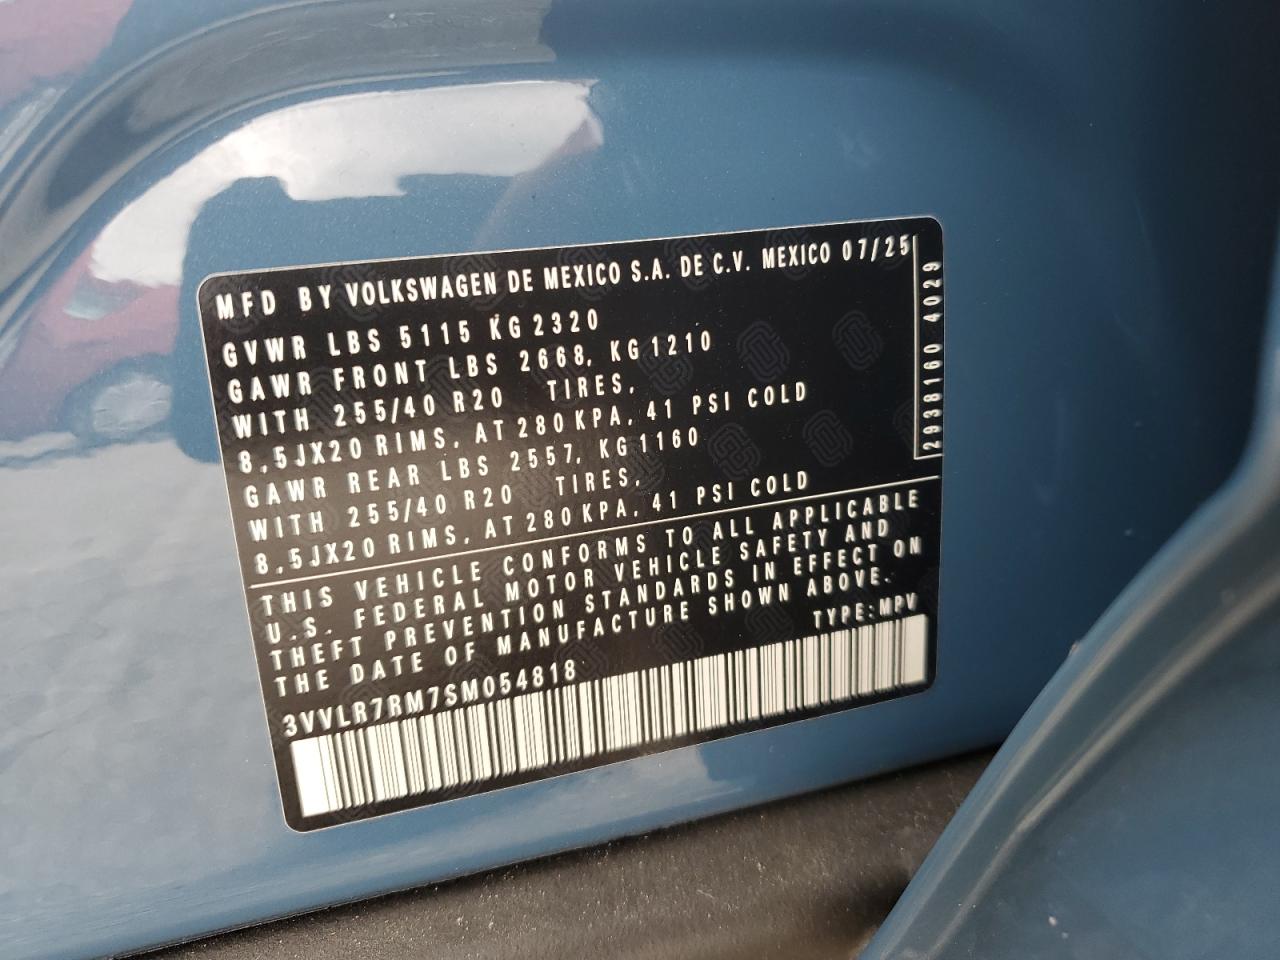 MFD BY VOLKSWAGEN DE MEXICO S.A. DE C.V. MEXICO 07/25
GVWR LBS 5115 KG 2320
GAWR FRONT LBS 2668, KG 1210
WITH 255/40 R20 TIRES,
8,5JX20 RIMS, AT 280 KPA, 41 PSI COLD
GAWR REAR LBS 2557, KG 1160
WITH 255/40 R20 TIRES,
8,5JX20 RIMS, AT 280 KPA, 41 PSI COLD
2938160 4029
THIS VEHICLE CONFORMS TO ALL APPLICABLE
U.S. FEDERAL MOTOR VEHICLE SAFETY AND
THEFT PREVENTION STANDARDS IN EFFECT ON
THE DATE OF MANUFACTURE SHOWN ABOVE.
TYPE: MPV
3VVLR7RM7SM054818